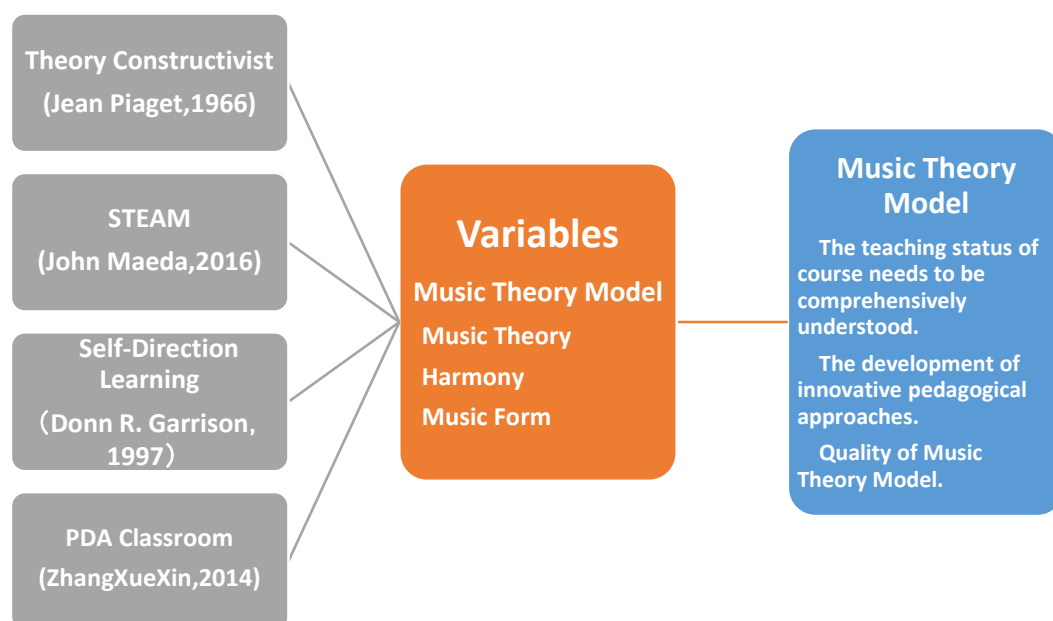 Theory Constructivist
(Jean Piaget,1966)
STEAM
(John Maeda,2016)
Self-Direction
Learning
（Donn R. Garrison,
1997）
PDA Classroom
(ZhangXueXin,2014)
Variables
Music Theory Model
Music Theory
Harmony
Music Form
Music Theory
Model
The teaching status of
course needs to be
comprehensively
understood.
The development of
innovative pedagogical
approaches.
Quality of Music
Theory Model.